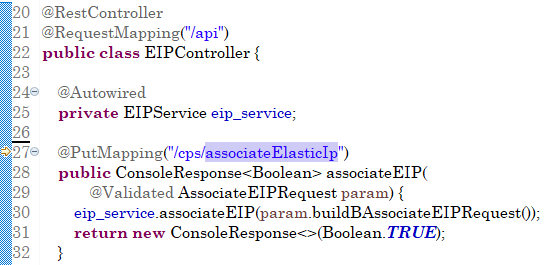 20 @RestController
21 @RequestMapping("/api")
22 public class EIPController {
23
24 @Autowired
25 private EIPService eip_service;
26
27 @PutMapping("/cps/associateElasticIp")
28 public ConsoleResponse<Boolean> associateEIP(
29 @Validated AssociateEIPRequest param) {
30 eip_service.associateEIP(param.buildBAssociateEIPRequest());
31 return new ConsoleResponse<>(Boolean.TRUE);
32 }